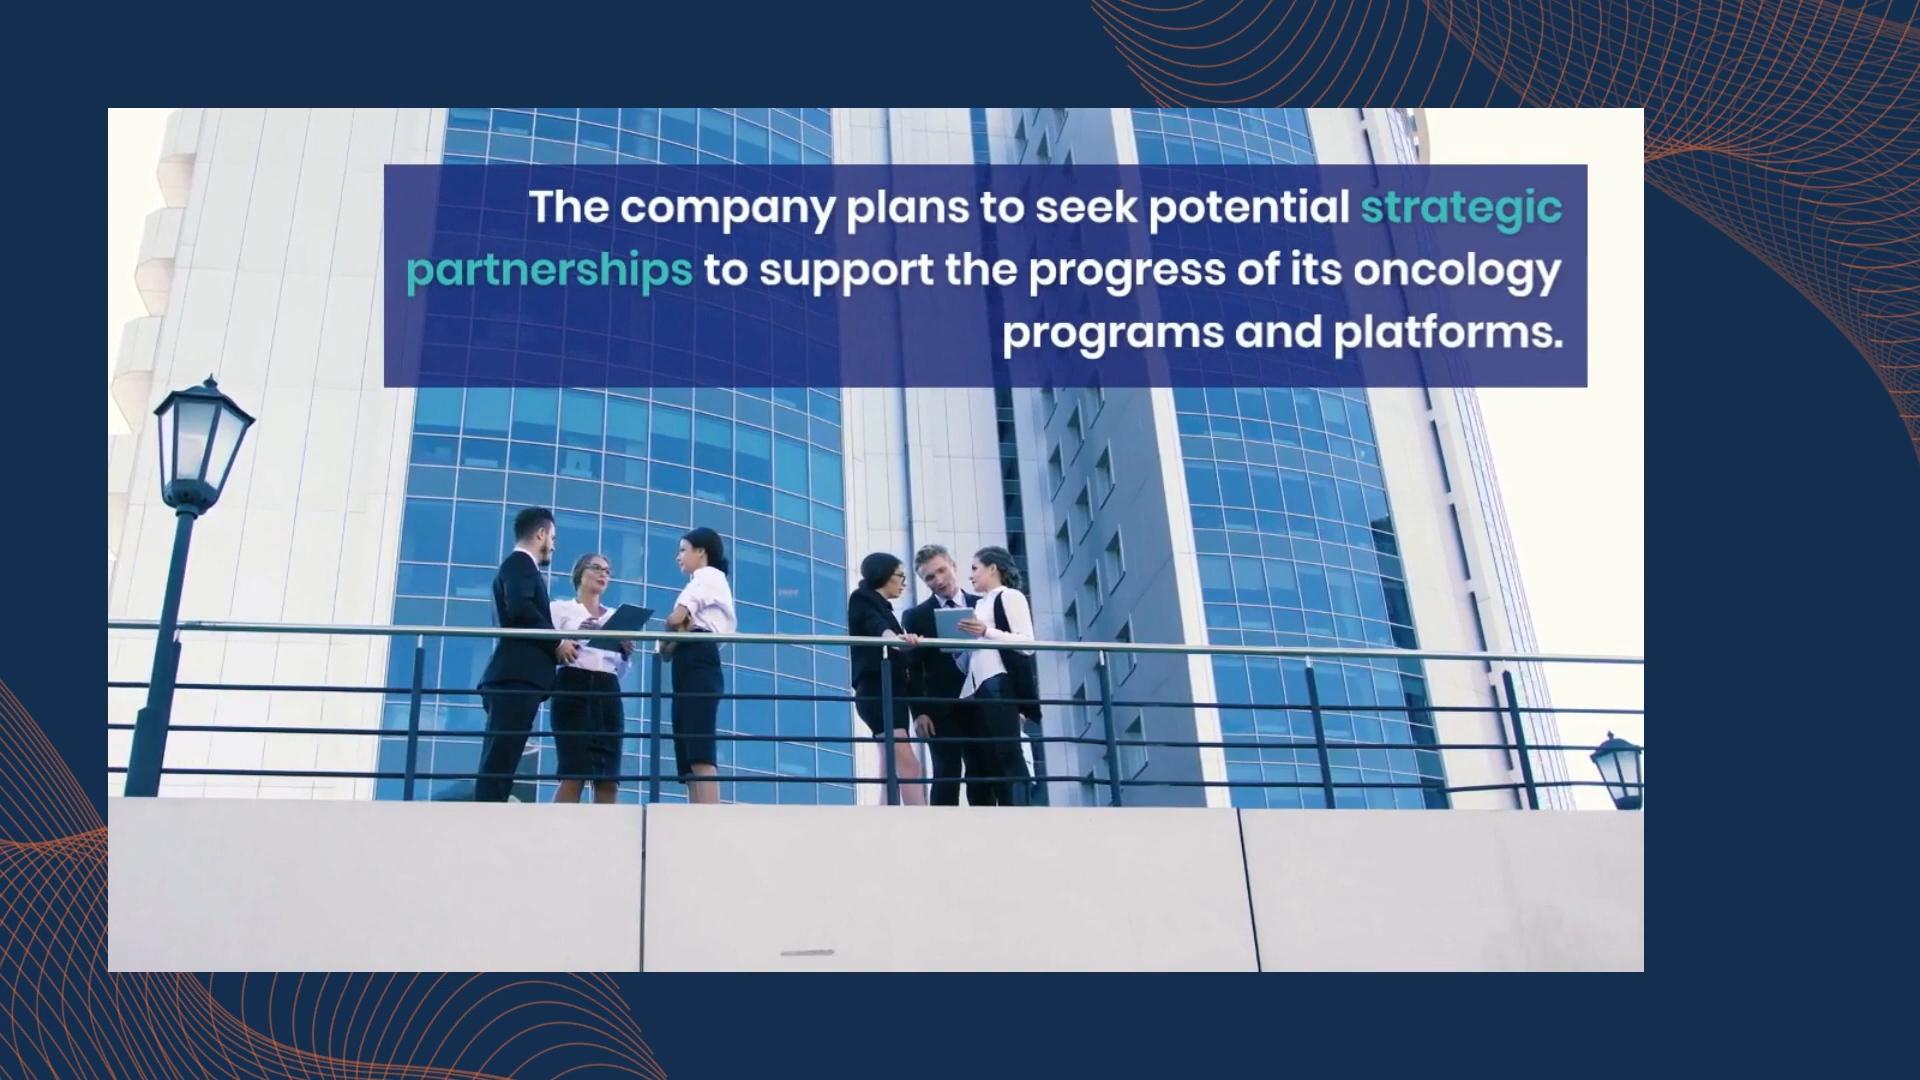 The company plans to seek potential strategic
partnerships to support the progress of its oncology
programs and platforms.